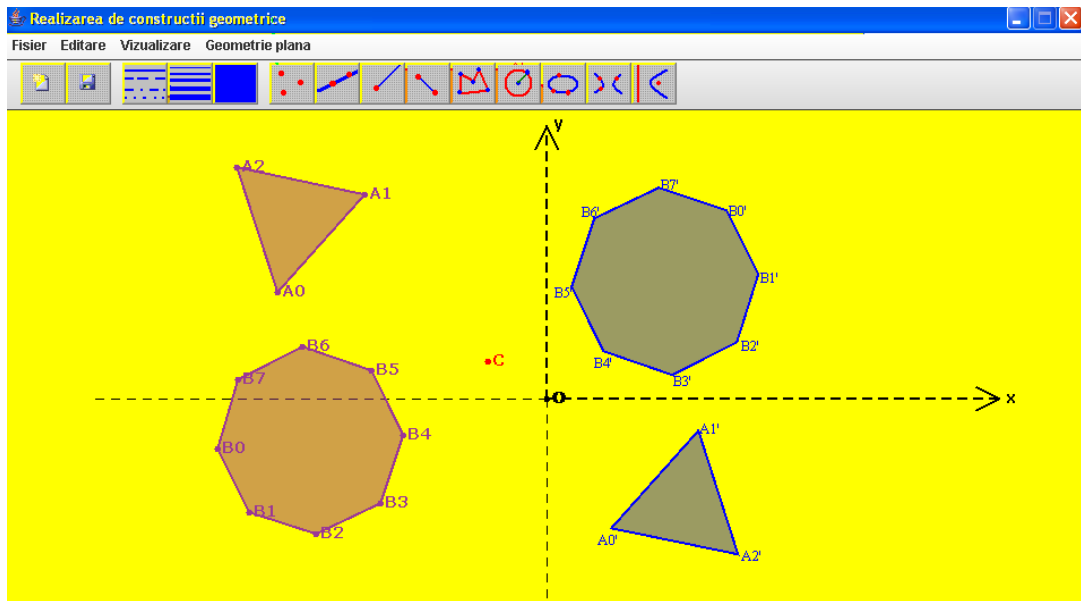 Realizarea de constructii geometrice
Fisier Editare Vizualizare Geometrie plana
y
A2
B7'
A1
B6'
B0'
B1'
A0
B5'
B6
B2'
C
B4'
B5
B7
B3'
O
x
A1'
B4
B0
B3
B1
B2
A0'
A2'